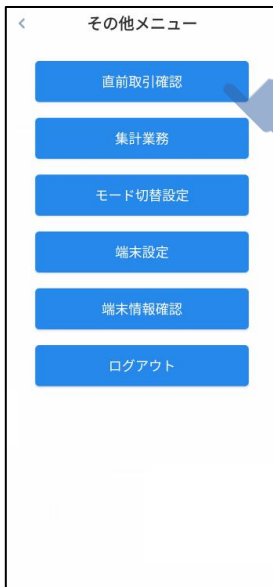 その他メニュー
直前取引確認
集計業務
モード切替設定
端末設定
端末情報確認
ログアウト